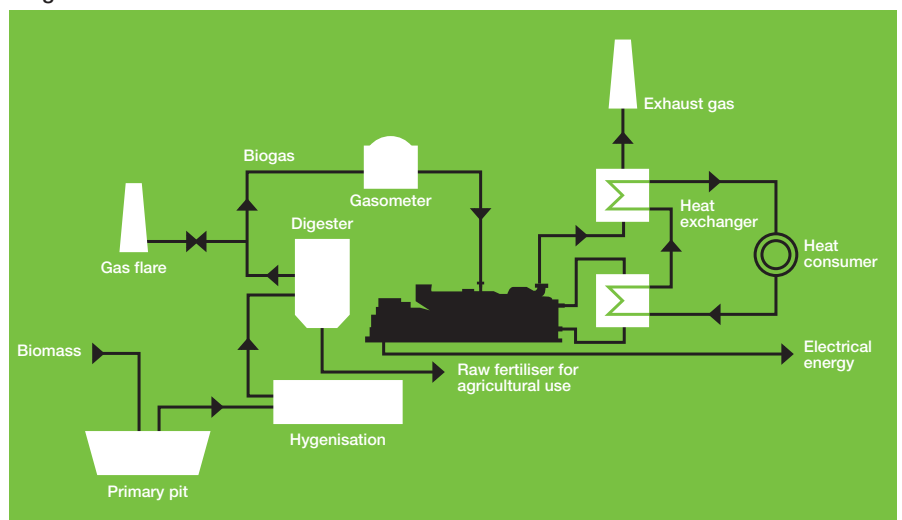 Exhaust gas
Biogas
Gasometer
Heat
exchanger
Digester
Heat
consumer
Gas flare
Biomass
Electrical
energy
Raw fertiliser for
agricultural use
Hygenisation
Primary pit